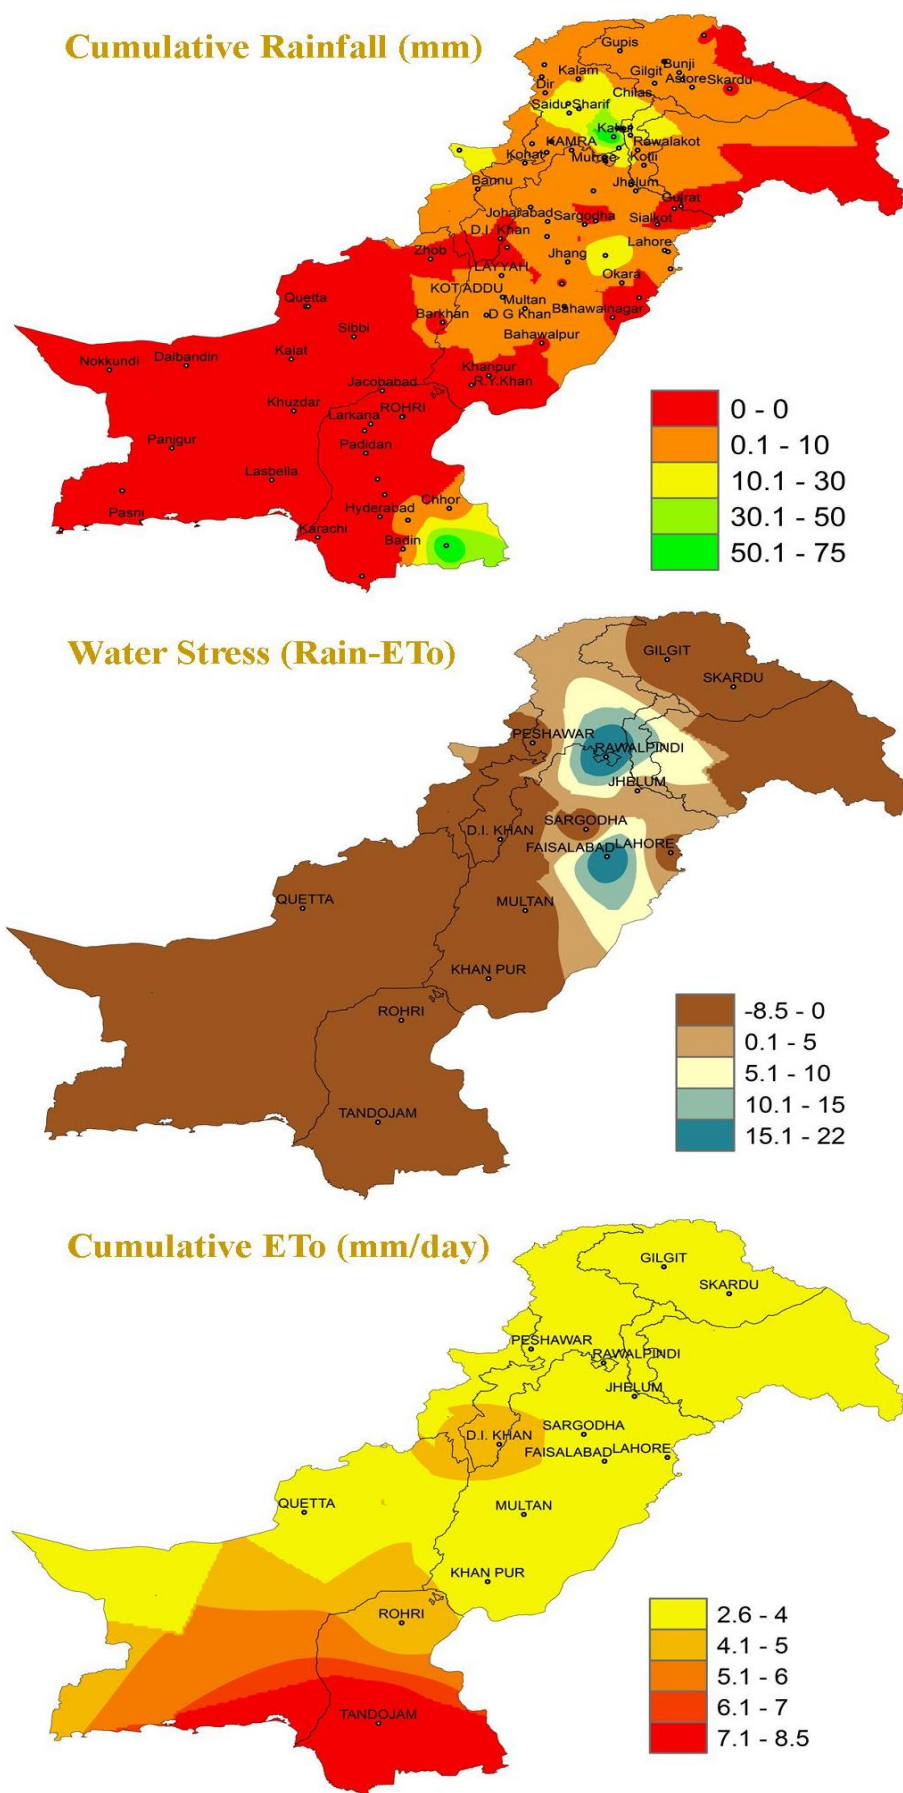 Cumulative Rainfall (mm)
Gupis
Bunji
Gilgit
Astore
Skardu
Kalam
Dir
Chilas
Saidu Sharif
KAMRA
Rawalakot
Kohat
Murree
Kotli
Bannu
Jhelum
Gujrat
Joharabad
Sargodha
Sialkot
D.I. Khan
Zhob
Lahore
Jhang
LAYYAH
Okara
KOT ADDU
Quetta
Multan
Barkhan
D G Khan
Bahawalnagar
Sibbi
Bahawalpur
Nokkundi
Dalbandin
Kalat
Khanpur
R.Y.Khan
Jacobabad
Khuzdar
Larkana
ROHRI
Panjgur
Padidan
Lasbella
Pasni
Hyderabad
Chhor
Karachi
Badin
0 - 0
0.1 - 10
10.1 - 30
30.1 - 50
50.1 - 75
Water Stress (Rain-ETo)
GILGIT
SKARDU
PESHAWAR
RAWALPINDI
JHELUM
SARGODHA
D.I. KHAN
FAISALABAD
LAHORE
QUETTA
MULTAN
KHAN PUR
ROHRI
TANDOJAM
-8.5 - 0
0.1 - 5
5.1 - 10
10.1 - 15
15.1 - 22
Cumulative ETo (mm/day)
GILGIT
SKARDU
PESHAWAR
RAWALPINDI
JHELUM
SARGODHA
D.I. KHAN
FAISALABAD
LAHORE
QUETTA
MULTAN
KHAN PUR
ROHRI
TANDOJAM
2.6 - 4
4.1 - 5
5.1 - 6
6.1 - 7
7.1 - 8.5